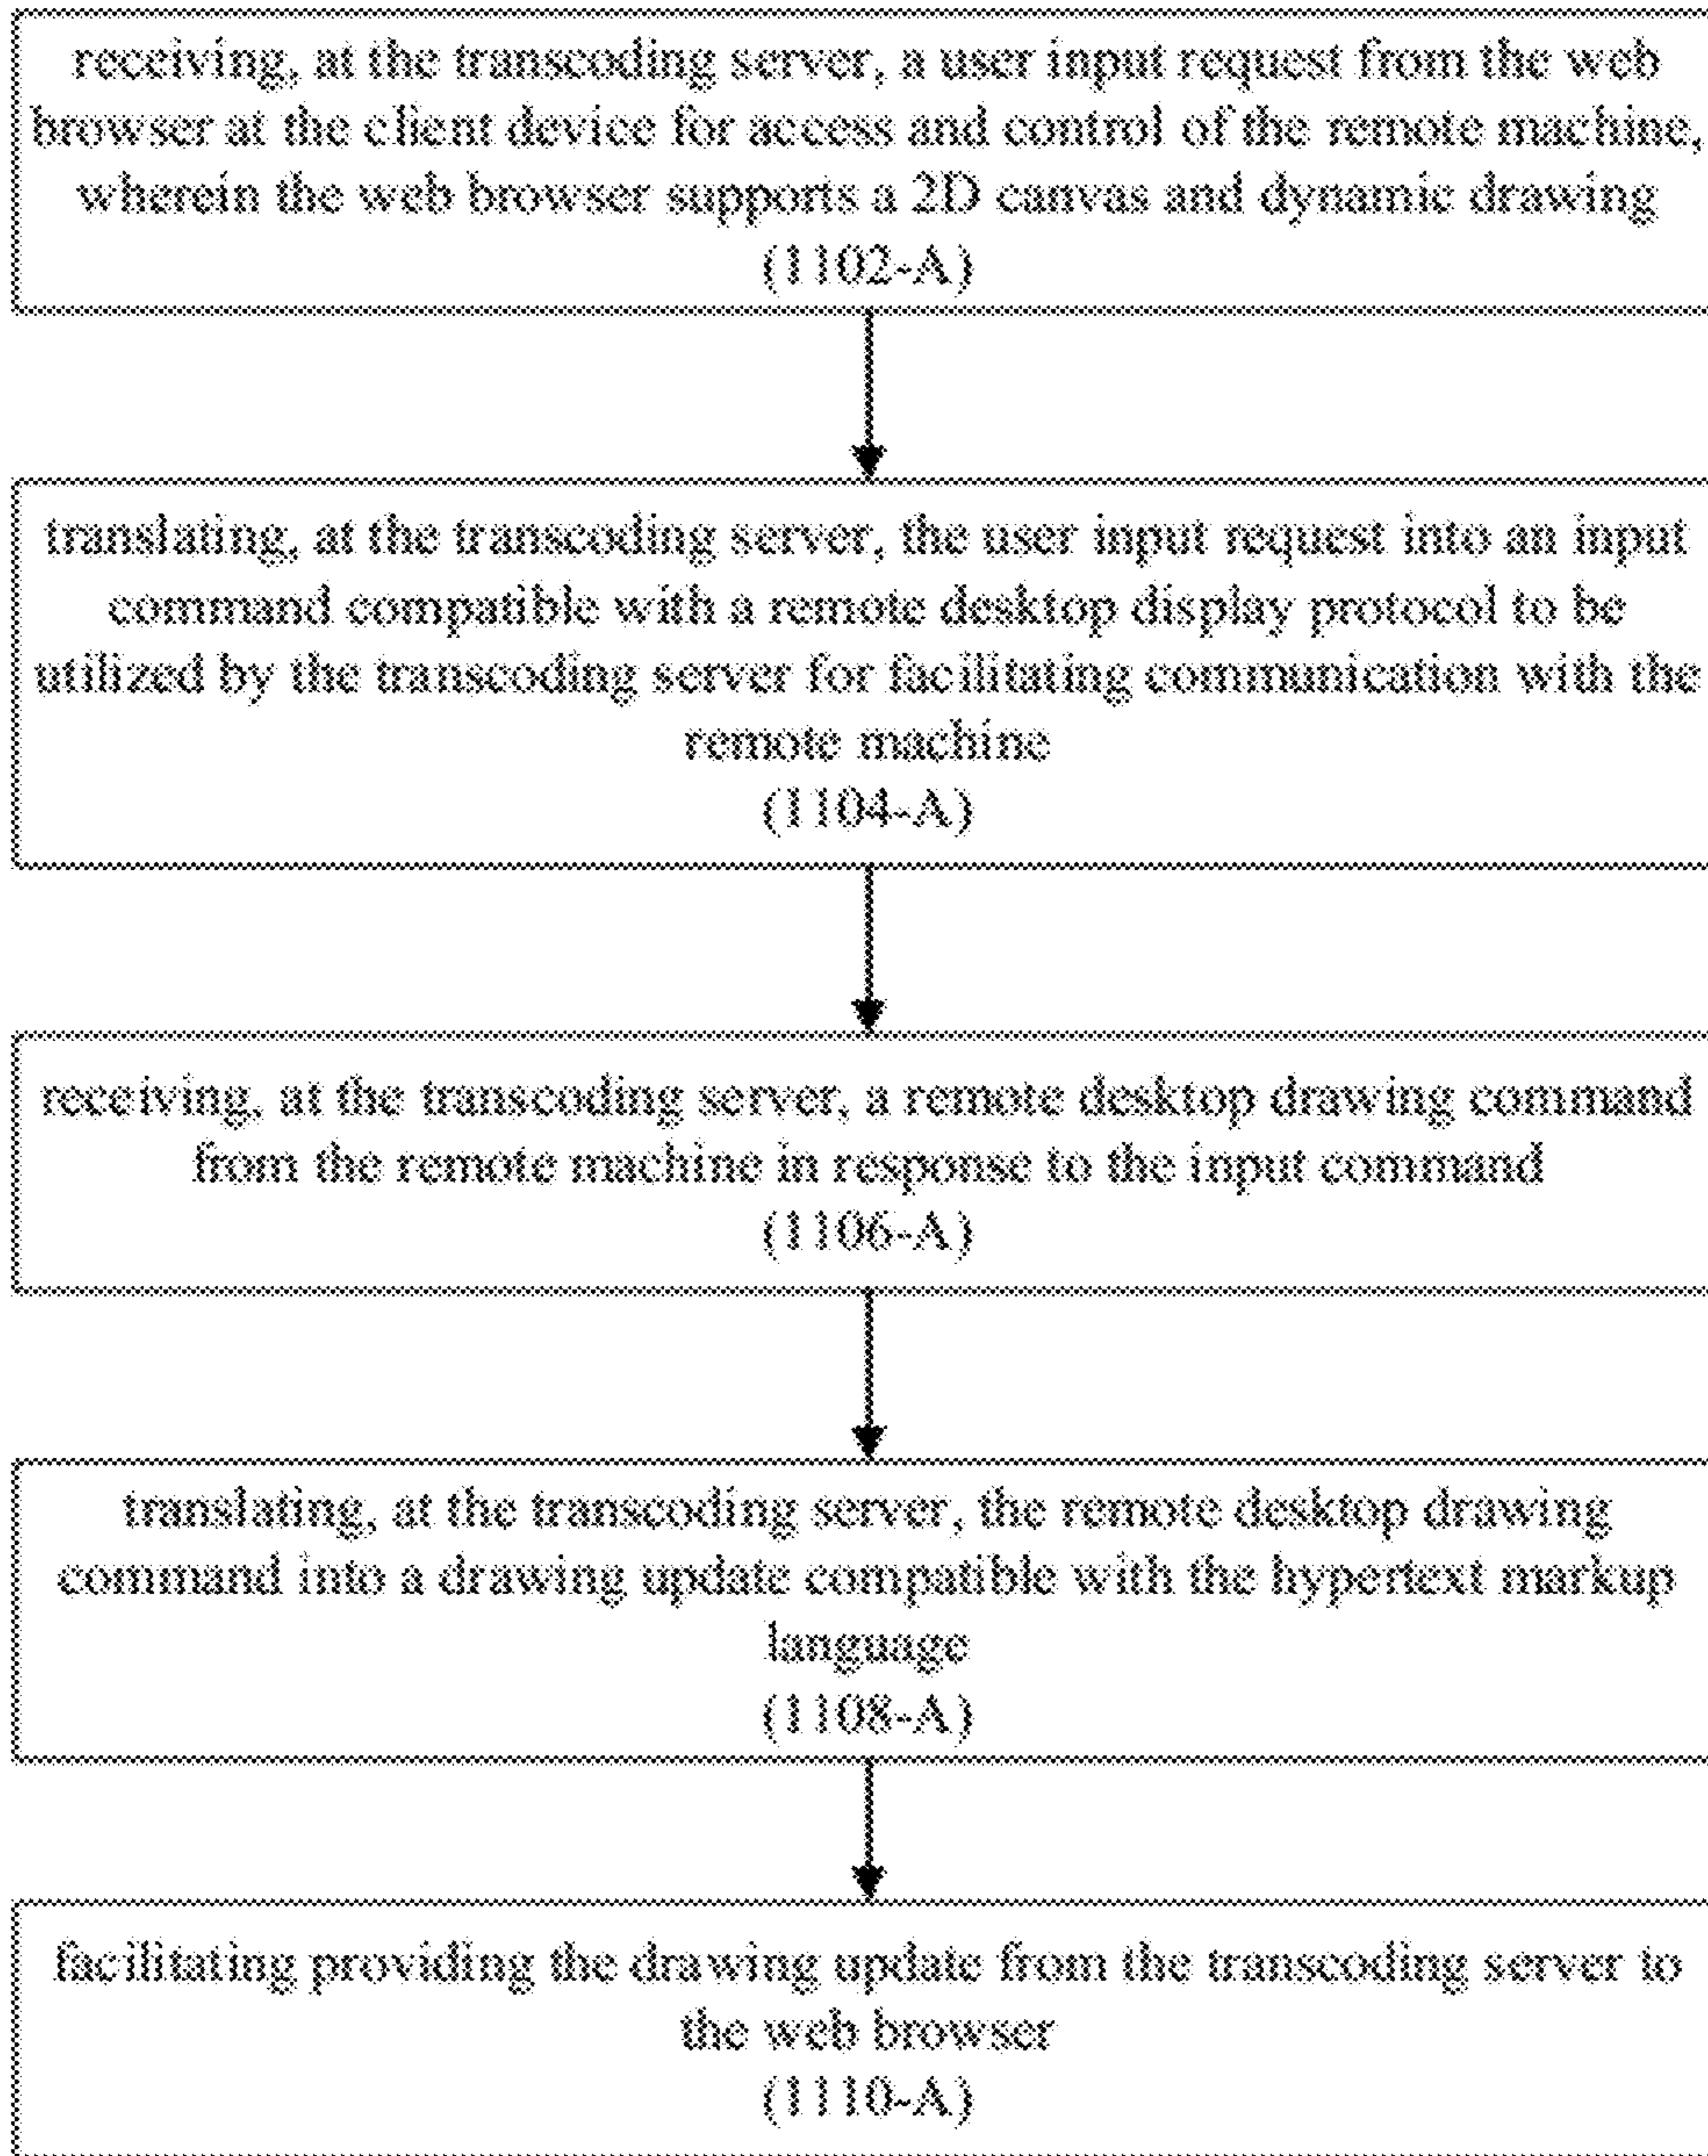 receiving, at the transcoding server, a user input request from the web
browser at the client device for access and control of the remote machine,
wherein the web browser supports a 2D canvas and dynamic drawing
(1102-A)
translating, at the transcoding server, the user input request into an input
command compatible with a remote desktop display protocol to be
utilized by the transcoding server for facilitating communication with the
remote machine
(1104-A)
receiving, at the transcoding server, a remote desktop drawing command
from the remote machine in response to the input command
(1106-A)
translating, at the transcoding server, the remote desktop drawing
command into a drawing update compatible with the hypertext markup
language
(1108-A)
facilitating providing the drawing update from the transcoding server to
the web browser
(1110-A)